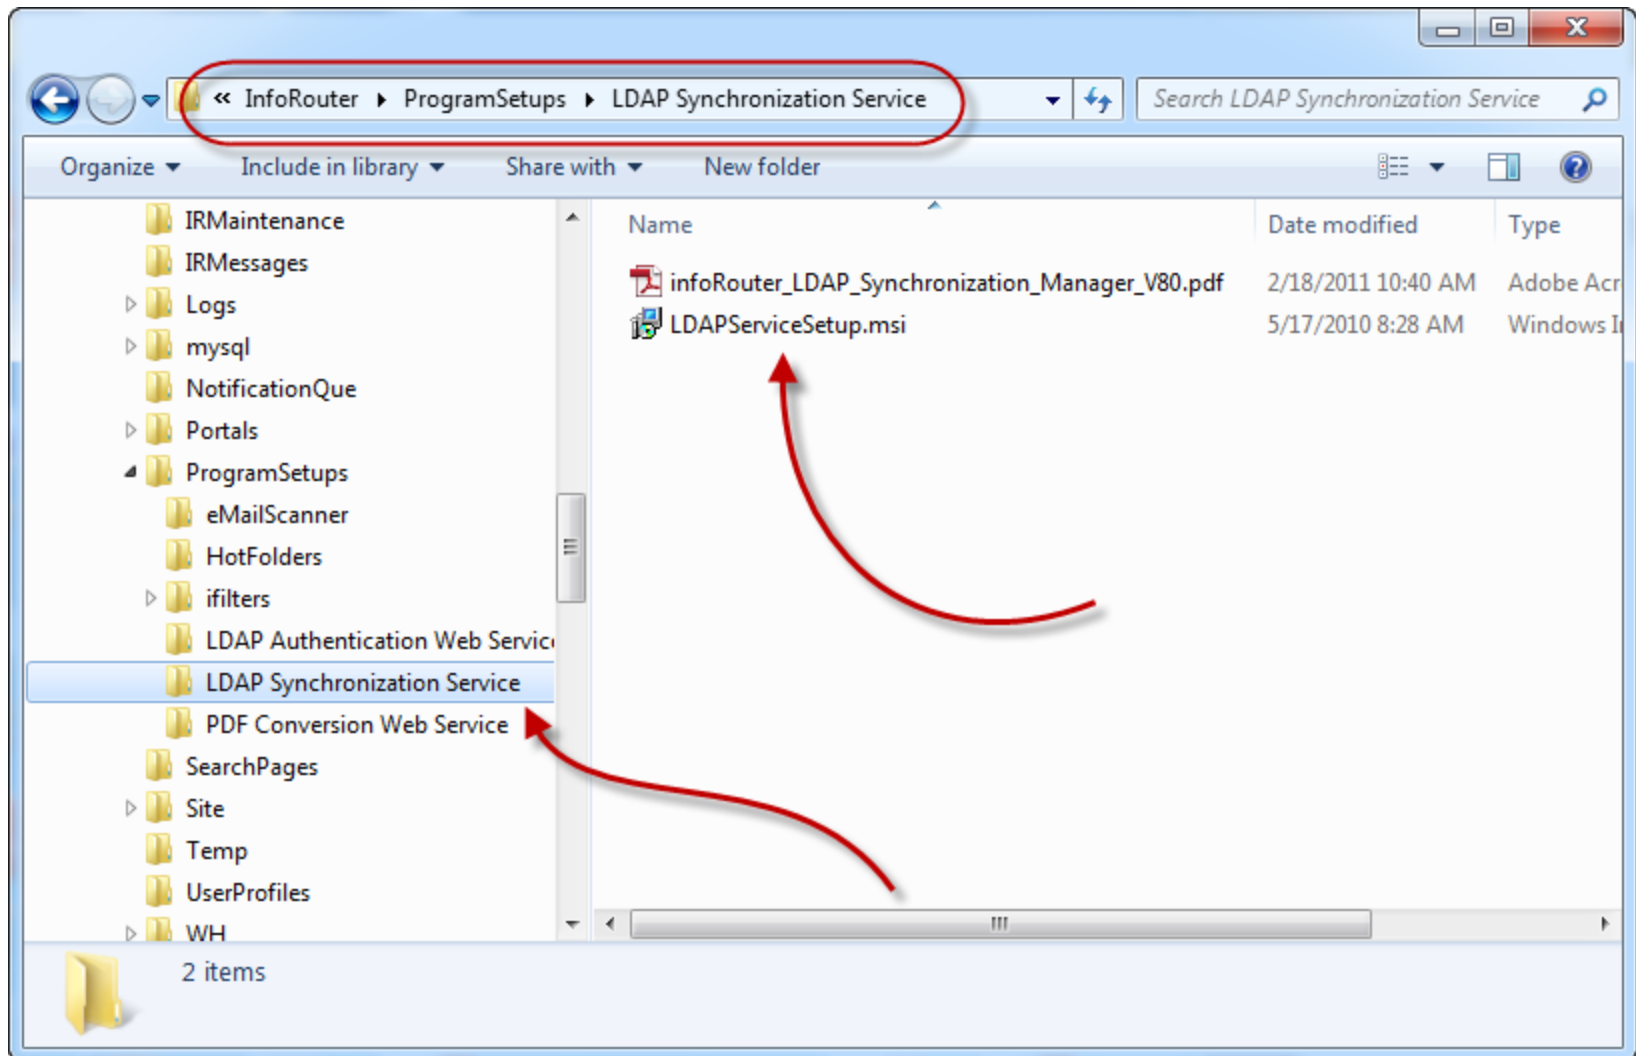 « InfoRouter ▸ ProgramSetups ▸ LDAP Synchronization Service
Search LDAP Synchronization Service
Organize Include in library Share with New folder
IRMaintenance
IRMessages
Logs
mysql
NotificationQue
Portals
ProgramSetups
eMailScanner
HotFolders
ifilters
LDAP Authentication Web Servic
LDAP Synchronization Service
PDF Conversion Web Service
SearchPages
Site
Temp
UserProfiles
WH
Name Date modified Type
infoRouter_LDAP_Synchronization_Manager_V80.pdf 2/18/2011 10:40 AM Adobe Acr
LDAPServiceSetup.msi 5/17/2010 8:28 AM Windows I
2 items